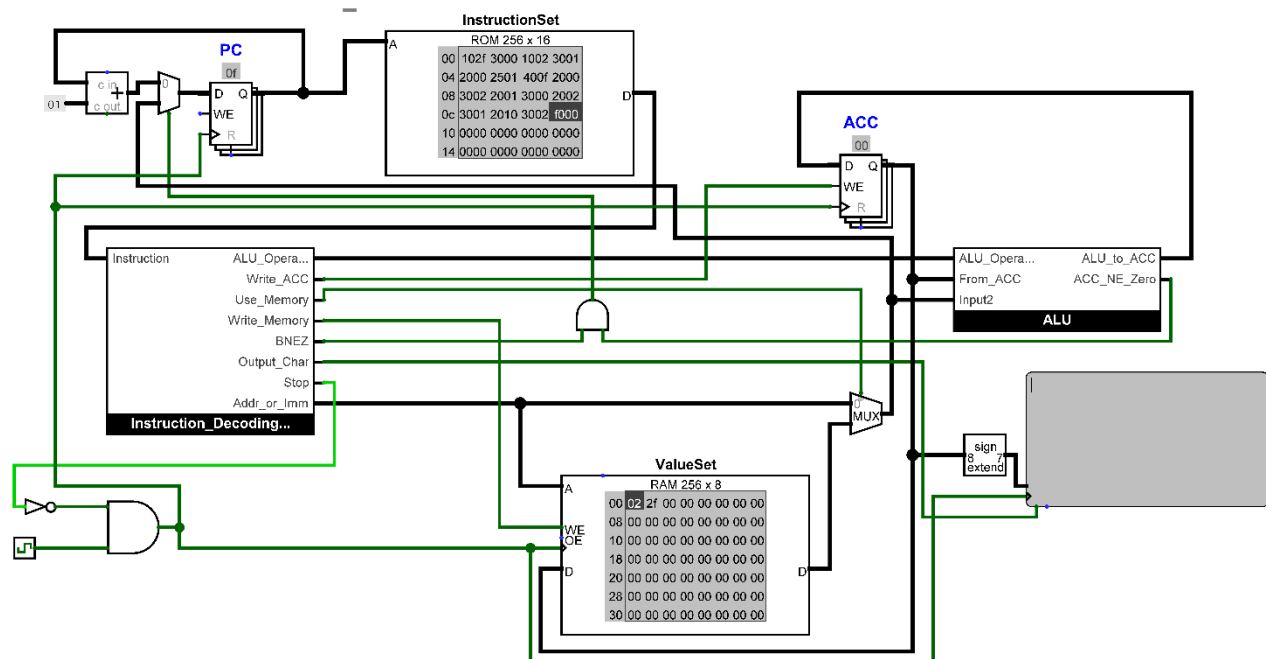 InstructionSet
ROM 256 x 16
PC
0f
A
D
00 102f 3000 1002 3001
04 2000 2501 400f 2000
08 3002 2001 3000 2002
0c 3001 2010 3002 f000
10 0000 0000 0000 0000
14 0000 0000 0000 0000
c in
+
c out
01
0
D Q
WE
R
ACC
00
D Q
WE
R
Instruction
ALU_Opera...
Write_ACC
Use_Memory
Write_Memory
BNEZ
Output_Char
Stop
Addr_or_Imm
Instruction_Decoding...
ALU_Opera... ALU_to_ACC
From_ACC ACC_NE_Zero
Input2
ALU
0
MUX
sign
8 7
extend
ValueSet
RAM 256 x 8
A
WE
OE
D
D
00 02 2f 00 00 00 00 00 00
08 00 00 00 00 00 00 00 00
10 00 00 00 00 00 00 00 00
18 00 00 00 00 00 00 00 00
20 00 00 00 00 00 00 00 00
28 00 00 00 00 00 00 00 00
30 00 00 00 00 00 00 00 00